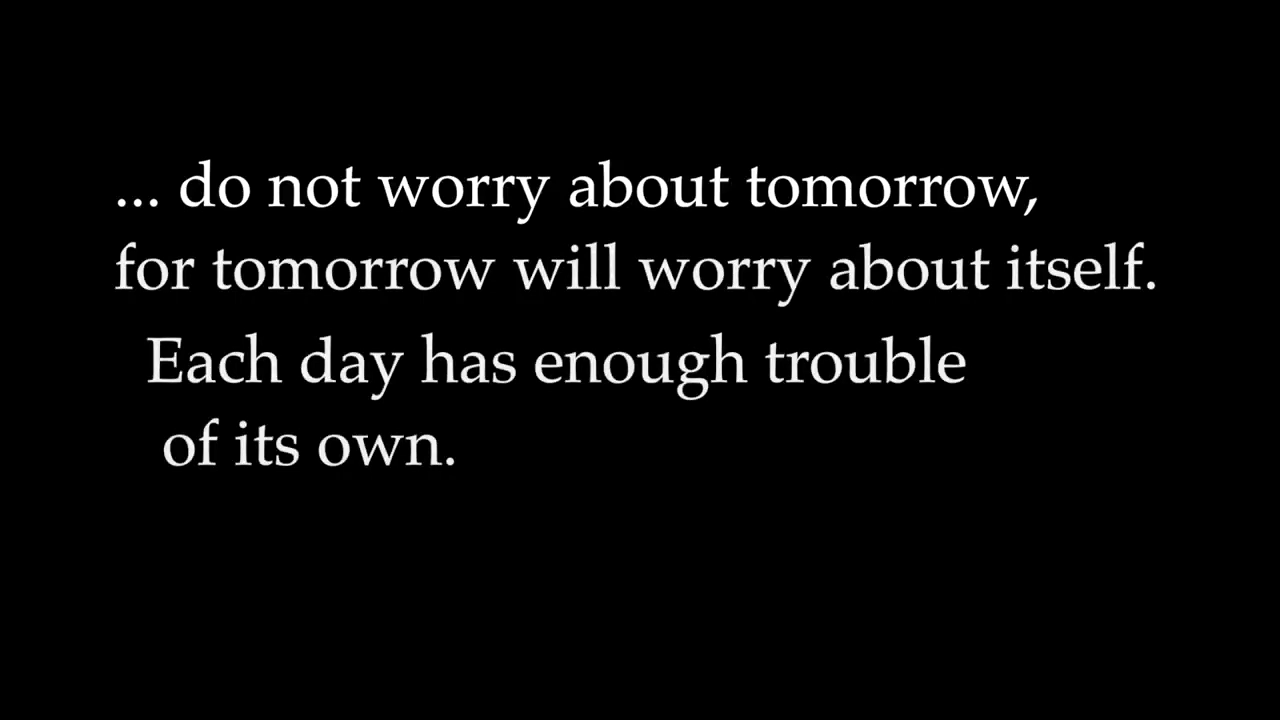 ... do not worry about tomorrow,
for tomorrow will worry about itself.
Each day has enough trouble
of its own.